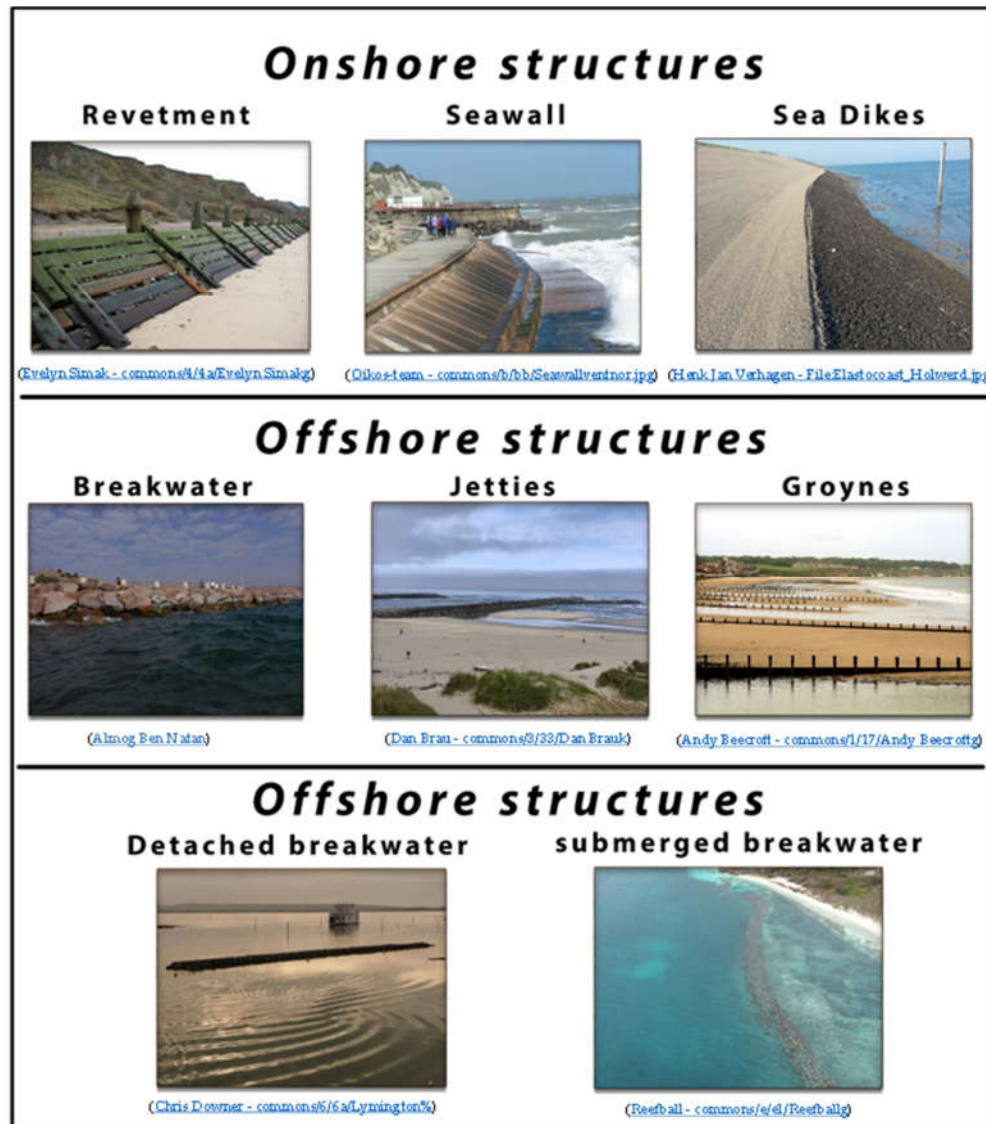 Onshore structures
Revetment Seawall Sea Dikes
(Evelyn Simak - commons/4/4a/Evelyn Simakg) (Oikos-team - commons/b/bb/Seawallventnor.jpg) (Henk Jan Verhagen - File:Elastocoast_Holwerd.jpg
Offshore structures
Breakwater Jetties Groynes
(Almog Ben Natan) (Dan Brau - commons/3/33/Dan Brauk) (Andy Beecroft - commons/1/17/Andy Beecroftg)
Offshore structures
Detached breakwater submerged breakwater
(Chris Downer - commons/6/6a/Lymington%) (Reefball - commons/e/e1/Reefballg)